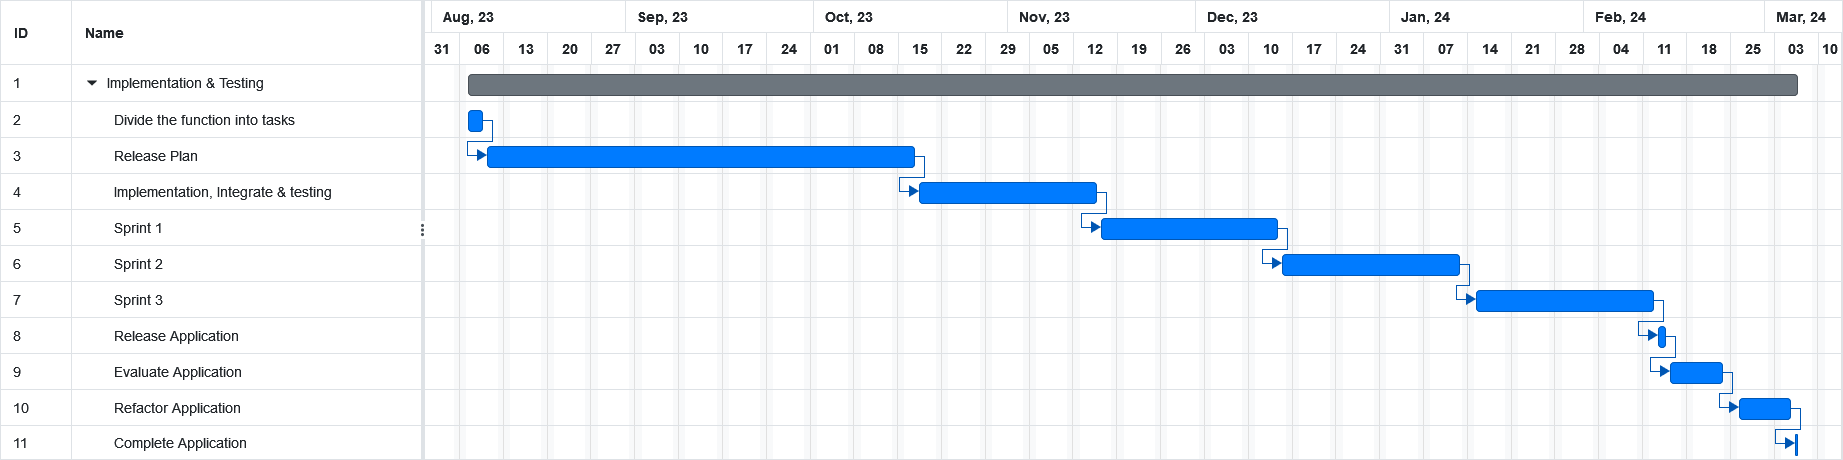 ID Name Aug, 23 Sep, 23 Oct, 23 Nov, 23 Dec, 23 Jan, 24 Feb, 24 Mar, 24
31 06 13 20 27 03 10 17 24 01 08 15 22 29 05 12 19 26 03 10 17 24 31 07 14 21 28 04 11 18 25 03 10
1 Implementation & Testing
2 Divide the function into tasks
3 Release Plan
4 Implementation, Integrate & testing
5 Sprint 1
6 Sprint 2
7 Sprint 3
8 Release Application
9 Evaluate Application
10 Refactor Application
11 Complete Application